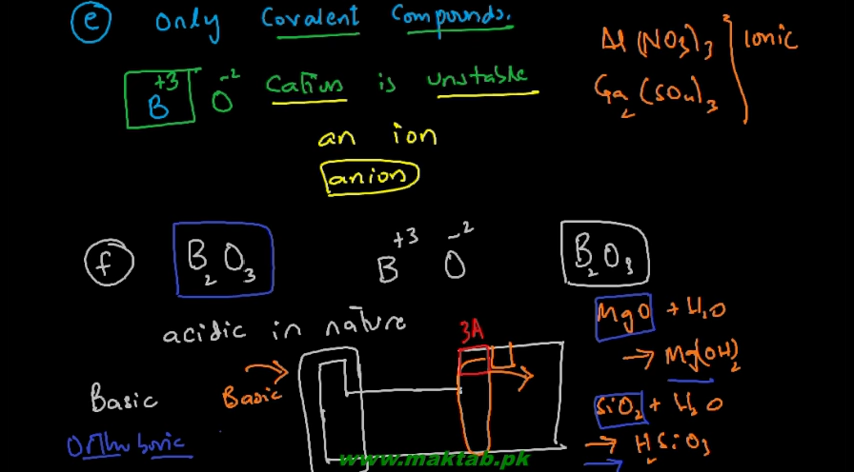 e only Covalent Compounds.
Al(NO3)3 Ionic
Ga2(SO4)3
B+3 O-2 Cation is unstable
an ion
anion
f B2O3 B+3 O-2 B2O3
MgO + H2O
acidic in nature 3A
→ Mg(OH)2
Basic Basic
SiO2 + H2O
Orthoboric
→ H2SiO3
www.maktab.pk